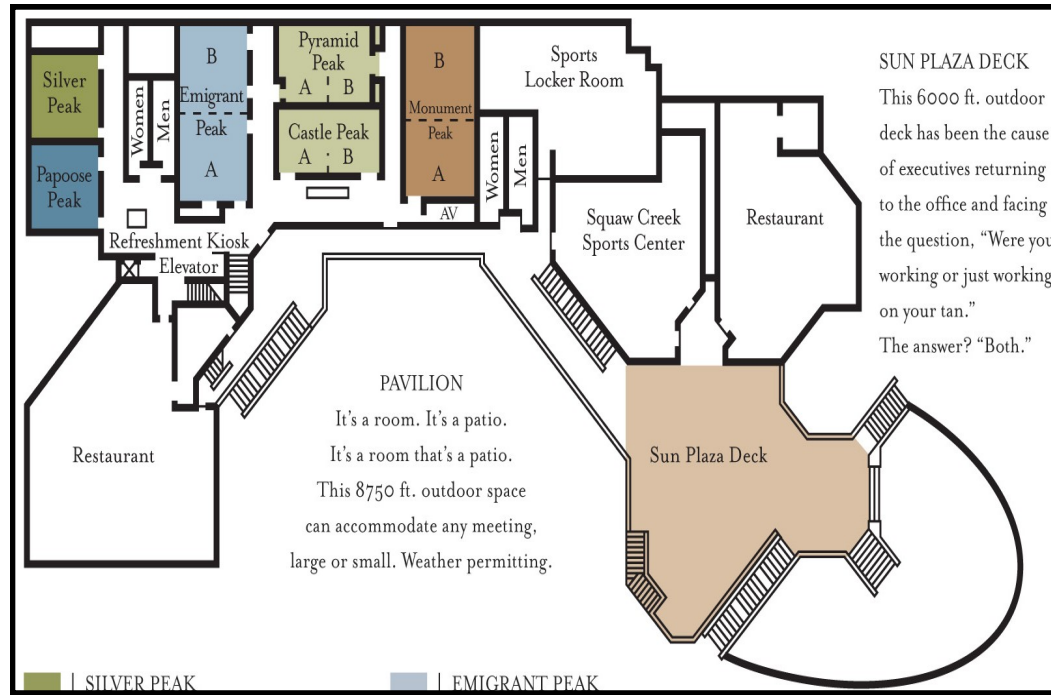 B
Emigrant
Peak
A
Pyramid
Peak
A B
Castle Peak
A B
B
Monument
Peak
A
Sports
Locker Room
Silver
Peak
Women
Men
Papoose
Peak
Women
Men
AV
Squaw Creek
Sports Center
Restaurant
Refreshment Kiosk
Elevator
SUN PLAZA DECK
This 6000 ft. outdoor
deck has been the cause
of executives returning
to the office and facing
the question, “Were you
working or just working
on your tan.”
The answer? “Both.”
PAVILION
It’s a room. It’s a patio.
It’s a room that’s a patio.
This 8750 ft. outdoor space
can accommodate any meeting,
large or small. Weather permitting.
Restaurant
Sun Plaza Deck
SILVER PEAK
EMIGRANT PEAK